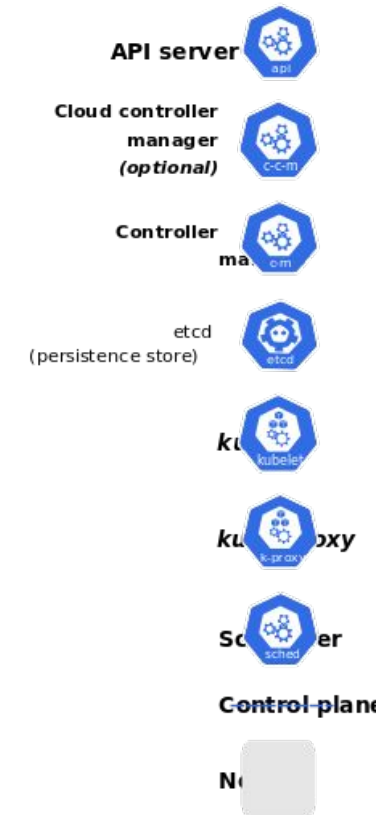 API server
api
Cloud controller
manager
(optional)
c-c-m
Controller
c-m
etcd
(persistence store)
etcd
kubelet
k-proxy
sched
Control plane